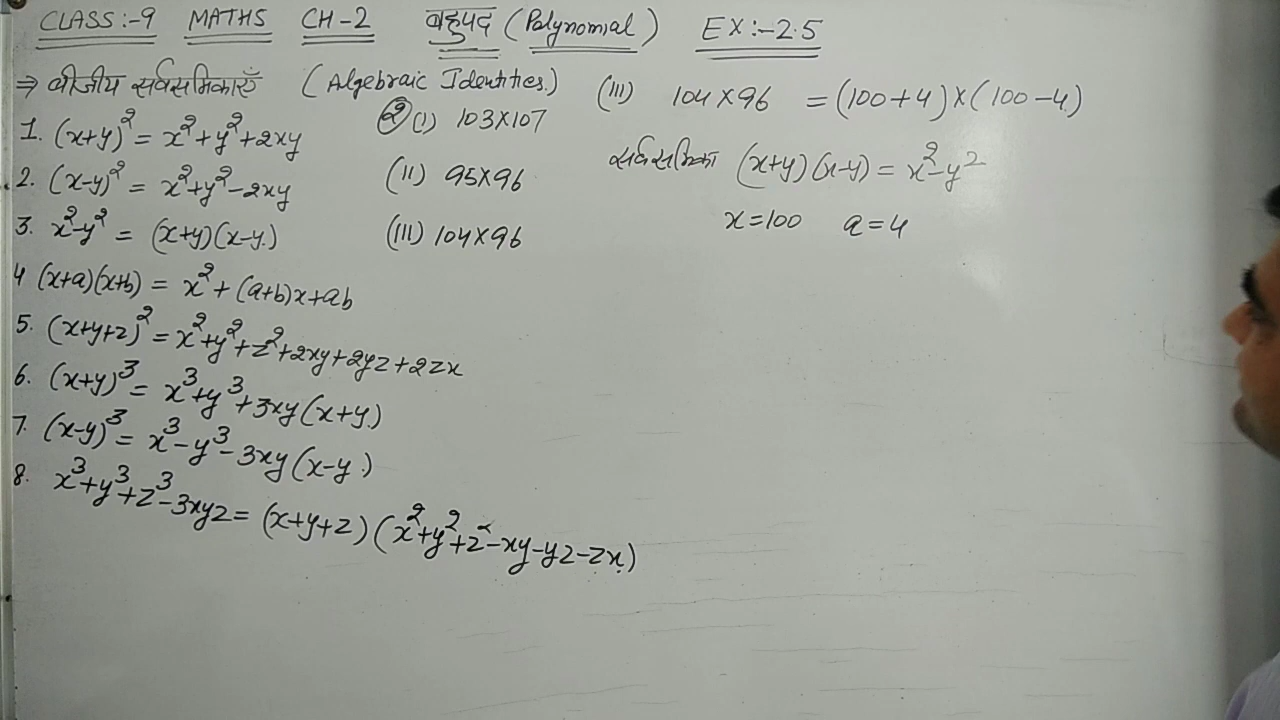 CLASS:-9 MATHS CH-2 बहुपद (Polynomial) EX:-2.5
⇒ बीजीय सर्वसमिकाएँ (Algebraic Identities.)
1. (x+y)² = x²+y²+2xy
2. (x-y)² = x²+y²-2xy
3. x²-y² = (x+y)(x-y.)
4 (x+a)(x+b) = x²+(a+b)x+ab
5. (x+y+z)² = x²+y²+z²+2xy+2yz+2zx
6. (x+y)³ = x³+y³+3xy(x+y.)
7. (x-y)³ = x³-y³-3xy(x-y.)
8. x³+y³+z³-3xyz = (x+y+z)(x²+y²+z²-xy-yz-zx.)
② (i) 103×107
(ii) 95×96
(iii) 104×96
(iii) 104×96 = (100+4)×(100-4.)
सर्वसमिका (x+y)(x-y) = x²-y²
x=100 a=4